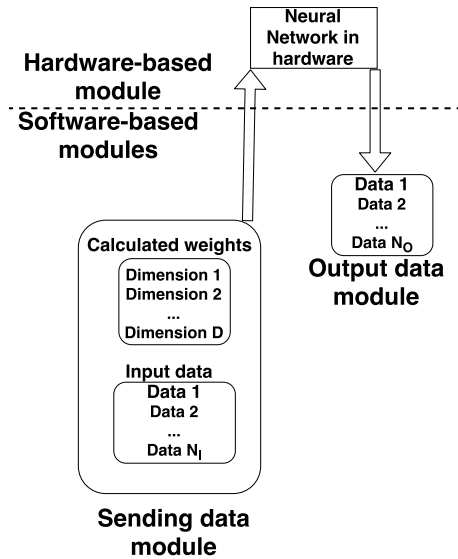 Neural
Network in
hardware
Hardware-based
module
Software-based
modules
Data 1
Data 2
...
Data N_O
Output data
module
Calculated weights
Dimension 1
Dimension 2
...
Dimension D
Input data
Data 1
Data 2
...
Data N_I
Sending data
module